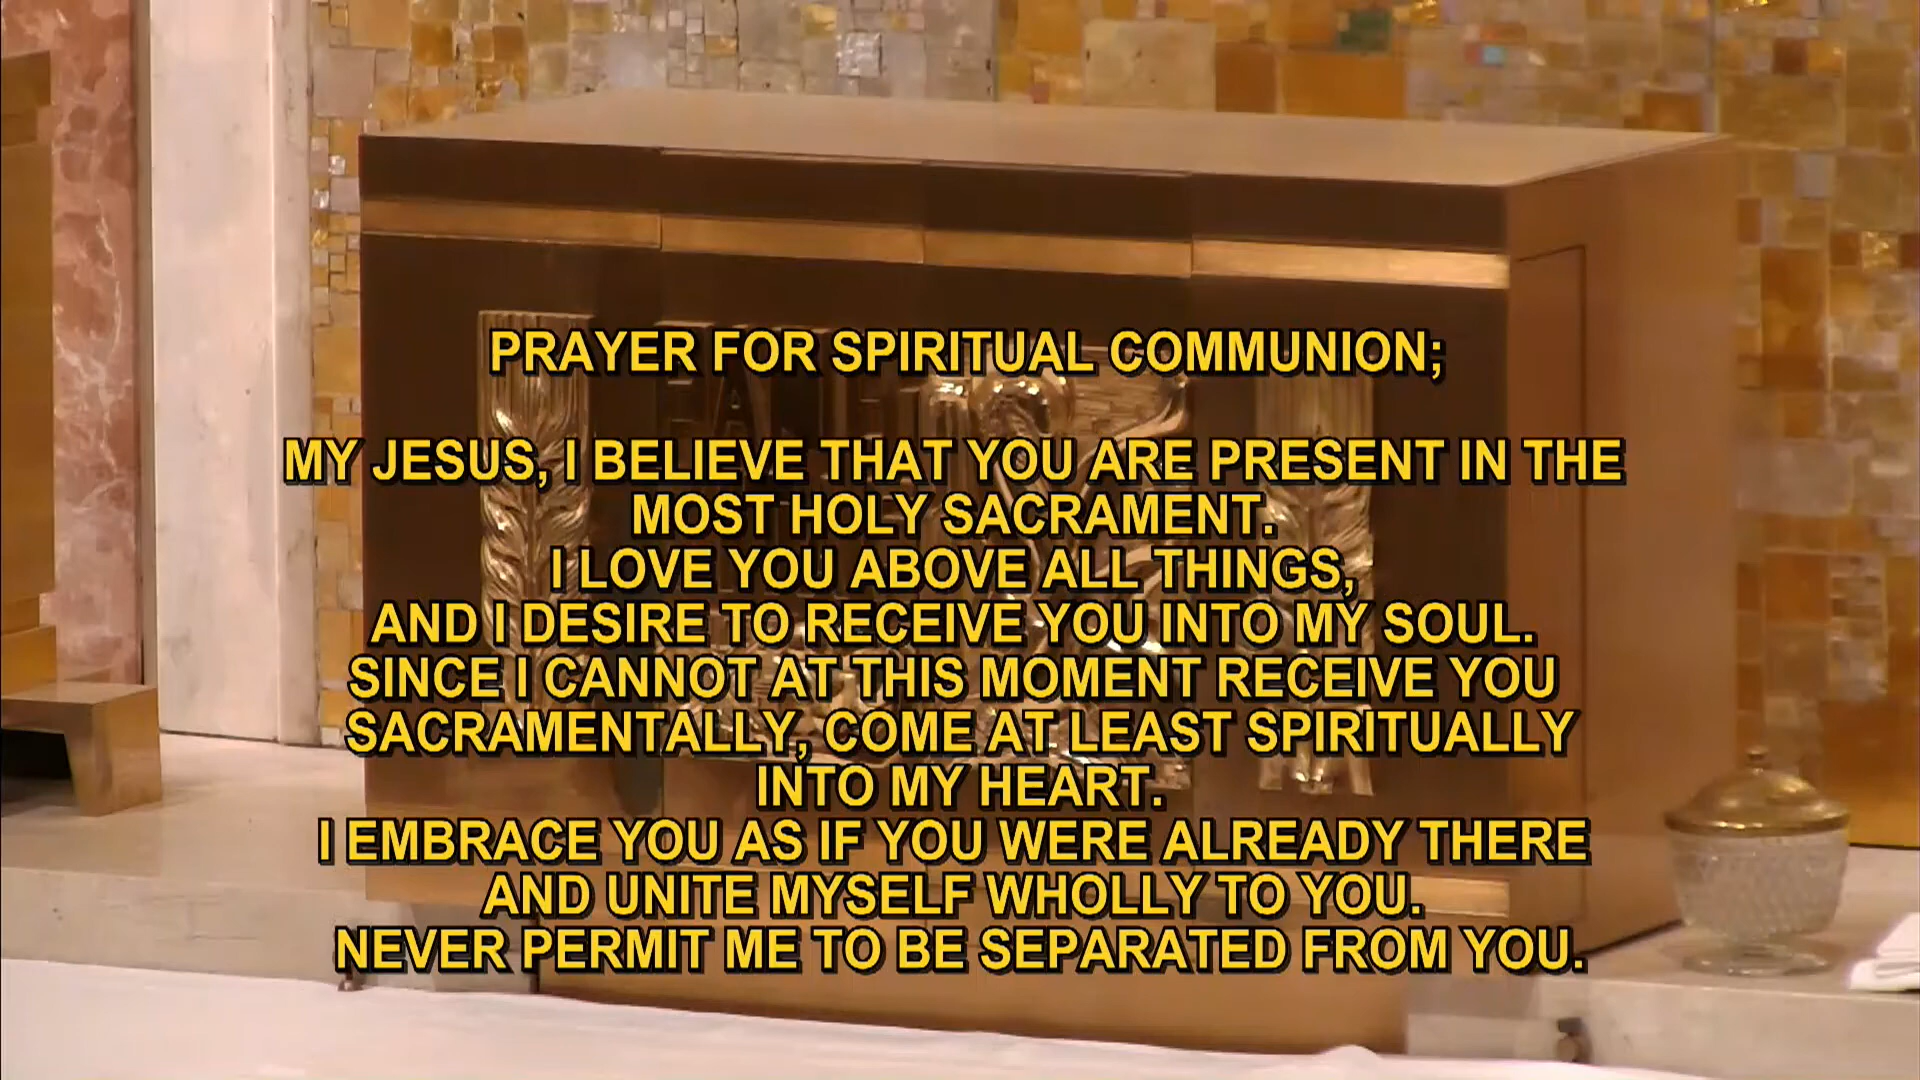 PRAYER FOR SPIRITUAL COMMUNION;
MY JESUS, I BELIEVE THAT YOU ARE PRESENT IN THE
MOST HOLY SACRAMENT.
I LOVE YOU ABOVE ALL THINGS,
AND I DESIRE TO RECEIVE YOU INTO MY SOUL.
SINCE I CANNOT AT THIS MOMENT RECEIVE YOU
SACRAMENTALLY, COME AT LEAST SPIRITUALLY
INTO MY HEART.
I EMBRACE YOU AS IF YOU WERE ALREADY THERE
AND UNITE MYSELF WHOLLY TO YOU.
NEVER PERMIT ME TO BE SEPARATED FROM YOU.